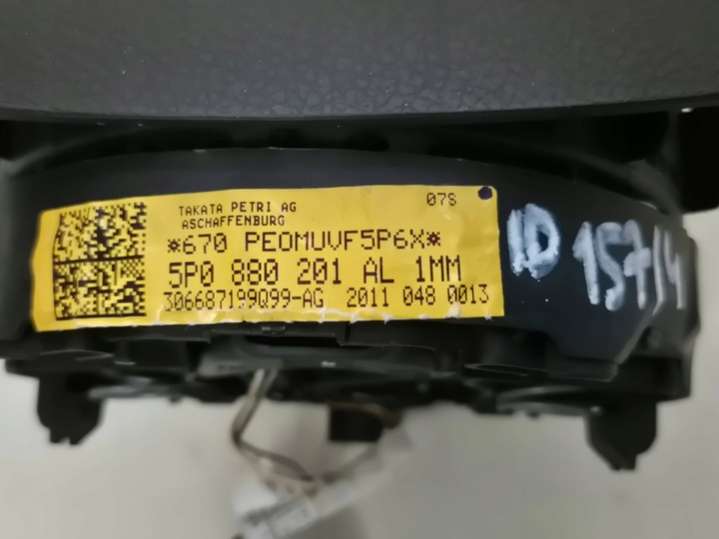 TAKATA PETRI AG 07S
ASCHAFFENBURG
*670 PEOMUVF5P6X*
5P0 880 201 AL 1MM
306687199Q99-AG 2011 048 0013
ID 15714